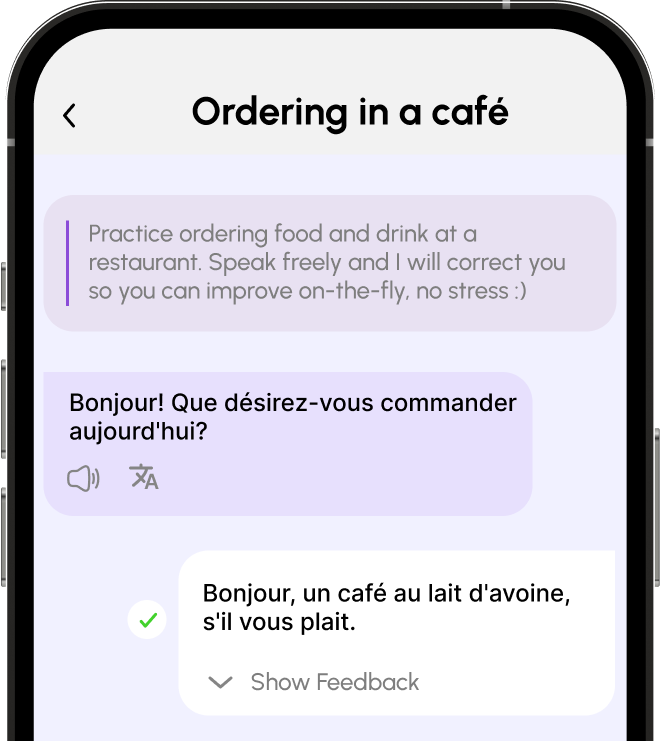 Ordering in a café
Practice ordering food and drink at a
restaurant. Speak freely and I will correct you
so you can improve on-the-fly, no stress :)
Bonjour! Que désirez-vous commander
aujourd'hui?
Bonjour, un café au lait d'avoine,
s'il vous plait.
Show Feedback